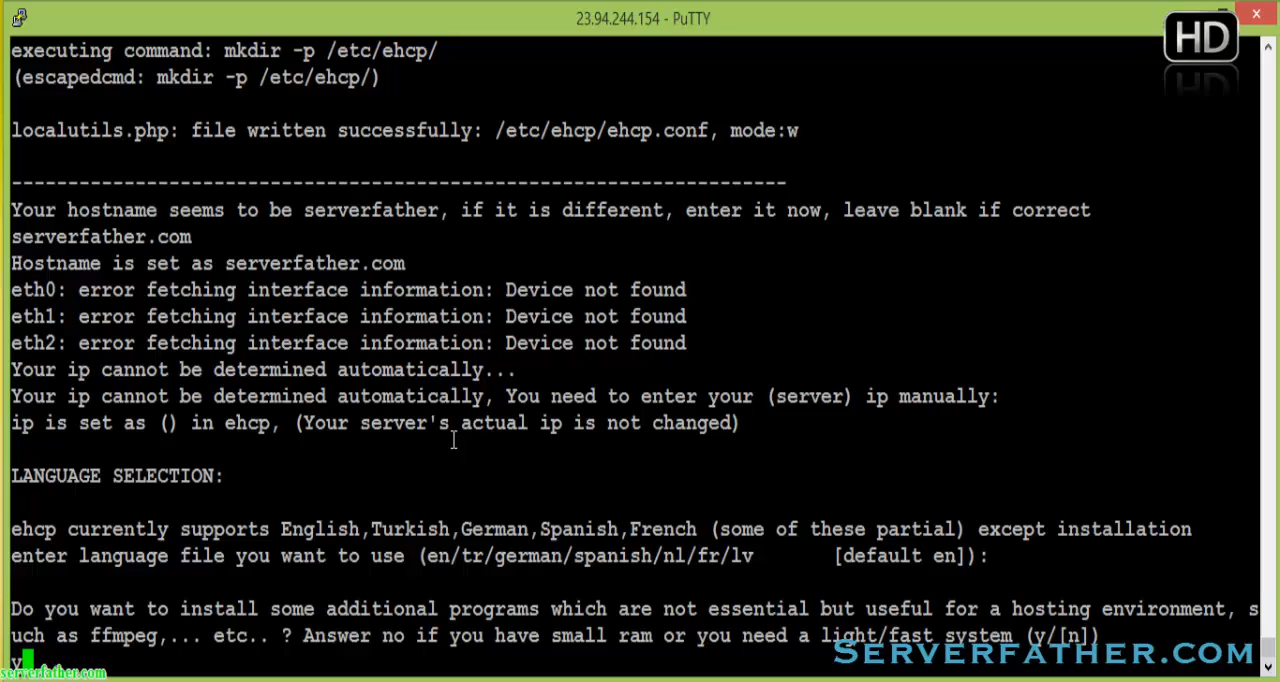 23.94.244.154 - PuTTY
HD
executing command: mkdir -p /etc/ehcp/
(escapedcmd: mkdir -p /etc/ehcp/)
localutils.php: file written successfully: /etc/ehcp/ehcp.conf, mode:w
---------------------------------------------------------------------
Your hostname seems to be serverfather, if it is different, enter it now, leave blank if correct
serverfather.com
Hostname is set as serverfather.com
eth0: error fetching interface information: Device not found
eth1: error fetching interface information: Device not found
eth2: error fetching interface information: Device not found
Your ip cannot be determined automatically...
Your ip cannot be determined automatically, You need to enter your (server) ip manually:
ip is set as () in ehcp, (Your server's actual ip is not changed)
LANGUAGE SELECTION:
ehcp currently supports English,Turkish,German,Spanish,French (some of these partial) except installation
enter language file you want to use (en/tr/german/spanish/nl/fr/lv [default en]):
Do you want to install some additional programs which are not essential but useful for a hosting environment, s
uch as ffmpeg,... etc.. ? Answer no if you have small ram or you need a light/fast system (y/[n])
y
serverfather.com
SERVERFATHER.COM